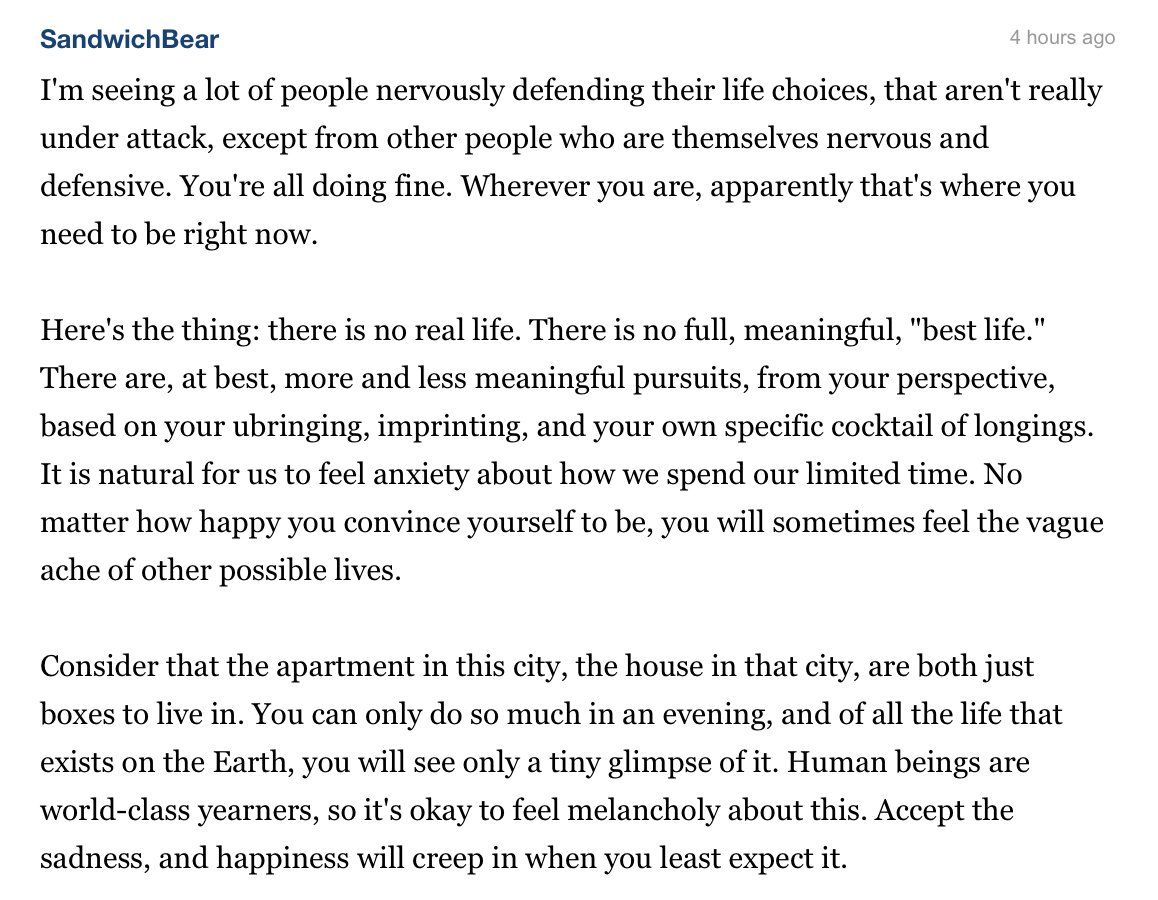 SandwichBear
4 hours ago
I'm seeing a lot of people nervously defending their life choices, that aren't really
under attack, except from other people who are themselves nervous and
defensive. You're all doing fine. Wherever you are, apparently that's where you
need to be right now.
Here's the thing: there is no real life. There is no full, meaningful, "best life."
There are, at best, more and less meaningful pursuits, from your perspective,
based on your ubringing, imprinting, and your own specific cocktail of longings.
It is natural for us to feel anxiety about how we spend our limited time. No
matter how happy you convince yourself to be, you will sometimes feel the vague
ache of other possible lives.
Consider that the apartment in this city, the house in that city, are both just
boxes to live in. You can only do so much in an evening, and of all the life that
exists on the Earth, you will see only a tiny glimpse of it. Human beings are
world-class yearners, so it's okay to feel melancholy about this. Accept the
sadness, and happiness will creep in when you least expect it.